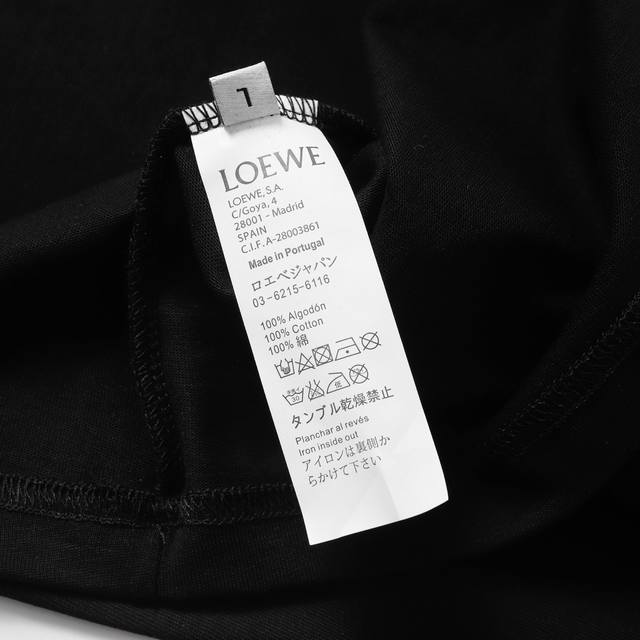 L
LOEWE
LOEWE, S.A.
C/Goya, 4
28001 - Madrid
SPAIN
C.I.F. A-28003861
Made in Portugal
ロエベジャパン
03-6215-6116
100% Algodón
100% Cotton
100% 綿
タンブル乾燥禁止
Planchar al revés
Iron inside out
アイロンは裏側か
らかけて下さい